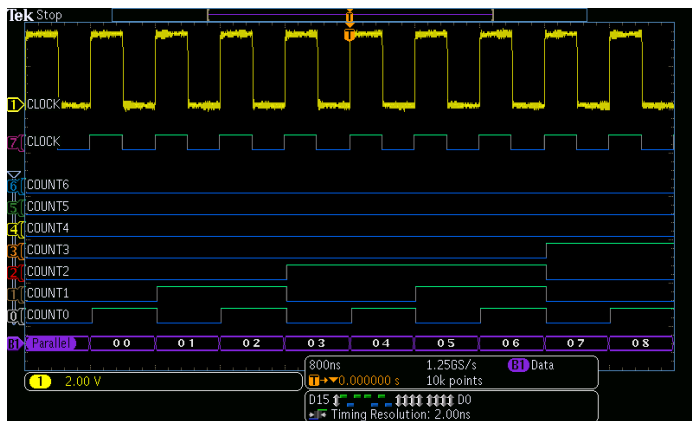 Tek Stop
T
T
1 CLOCK
7 CLOCK
6 COUNT6
5 COUNT5
4 COUNT4
3 COUNT3
2 COUNT2
1 COUNT1
0 COUNT0
B1 Parallel 00 01 02 03 04 05 06 07 08
1 2.00 V
800ns 1.25GS/s B1 Data
T→▼0.000000 s 10k points
D15 D0
Timing Resolution: 2.00ns